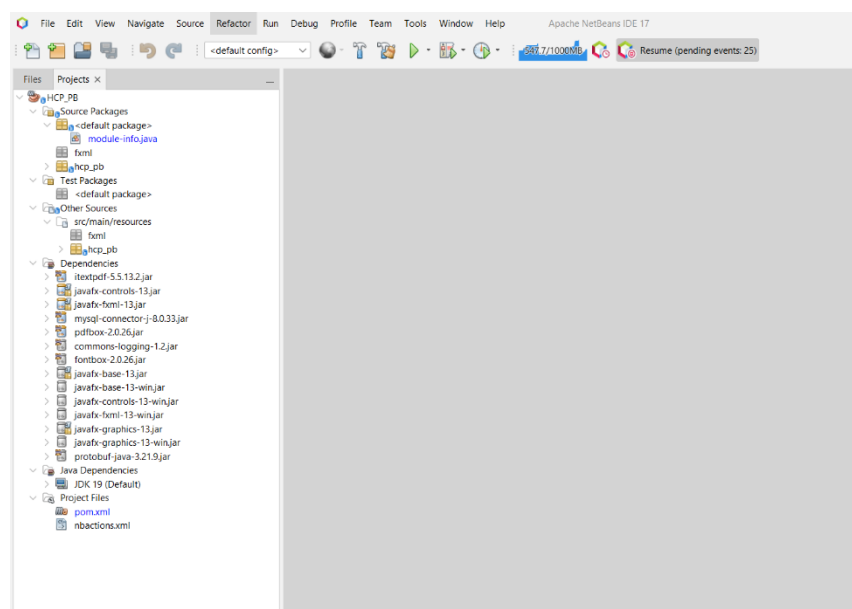 File Edit View Navigate Source Refactor Run Debug Profile Team Tools Window Help Apache NetBeans IDE 17
<default config> 547.7/1000MB Resume (pending events: 25)
Files Projects
HCP_PB
Source Packages
<default package>
module-info.java
fxml
hcp_pb
Test Packages
<default package>
Other Sources
src/main/resources
fxml
hcp_pb
Dependencies
itextpdf-5.5.13.2.jar
javafx-controls-13.jar
javafx-fxml-13.jar
mysql-connector-j-8.0.33.jar
pdfbox-2.0.26.jar
commons-logging-1.2.jar
fontbox-2.0.26.jar
javafx-base-13.jar
javafx-base-13-win.jar
javafx-controls-13-win.jar
javafx-fxml-13-win.jar
javafx-graphics-13.jar
javafx-graphics-13-win.jar
protobuf-java-3.21.9.jar
Java Dependencies
JDK 19 (Default)
Project Files
pom.xml
nbactions.xml